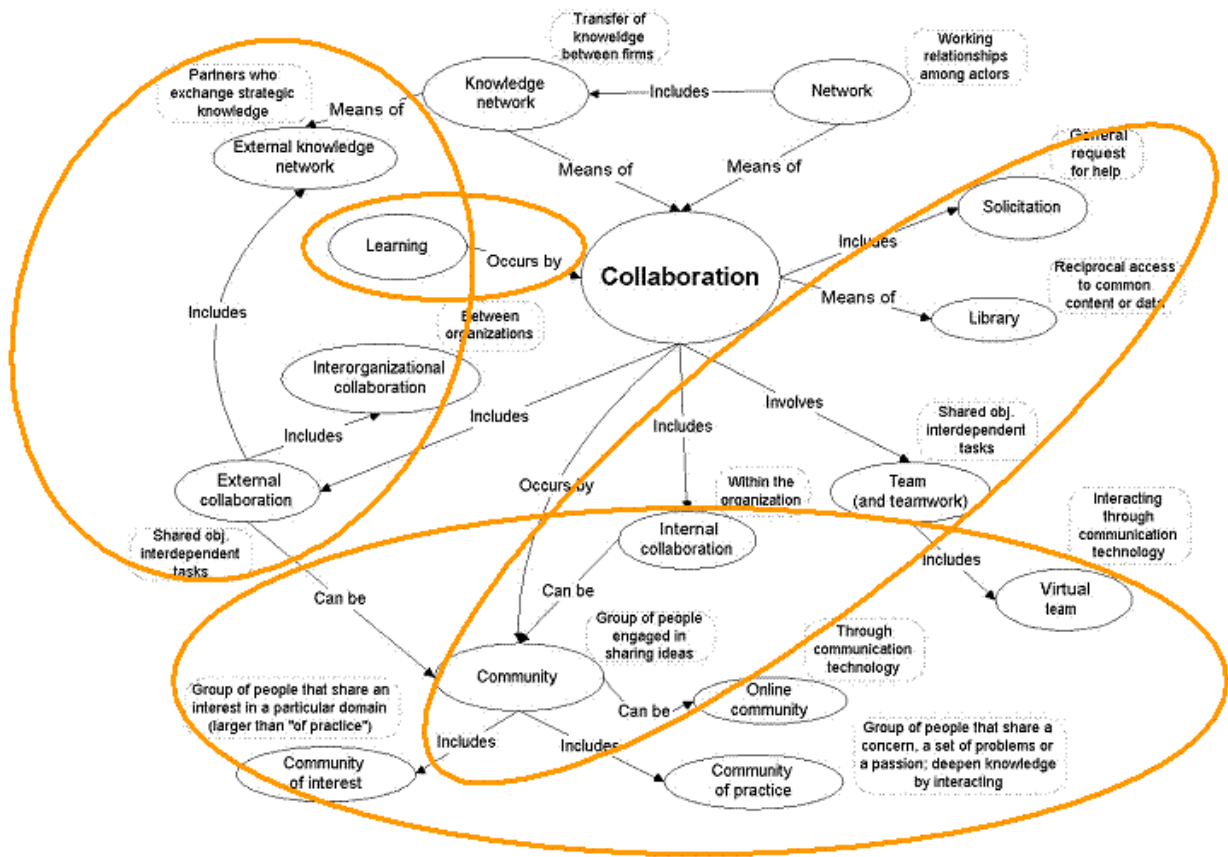 Transfer of
knoweldge
between firms
Working
relationships
among actors
Partners who
exchange strategic
knowledge
Knowledge
network
Includes
Network
Means of
External knowledge
network
General
request
for help
Means of
Means of
Solicitation
Learning
Occurs by
Collaboration
Includes
Reciprocal access
to common
content or data
Means of
Library
Includes
Between
organizations
Interorganizational
collaboration
Includes
Includes
Involves
Includes
Shared obj.
interdependent
tasks
External
collaboration
Occurs by
Within the
organization
Team
(and teamwork)
Interacting
through
communication
technology
Internal
collaboration
Shared obj.
interdependent
tasks
Includes
Can be
Can be
Virtual
team
Group of people
engaged in
sharing ideas
Through
communication
technology
Community
Group of people that share an
interest in a particular domain
(larger than "of practice")
Can be
Online
community
Includes
Includes
Group of people that share a
concern, a set of problems or
a passion; deepen knowledge
by interacting
Community
of interest
Community
of practice